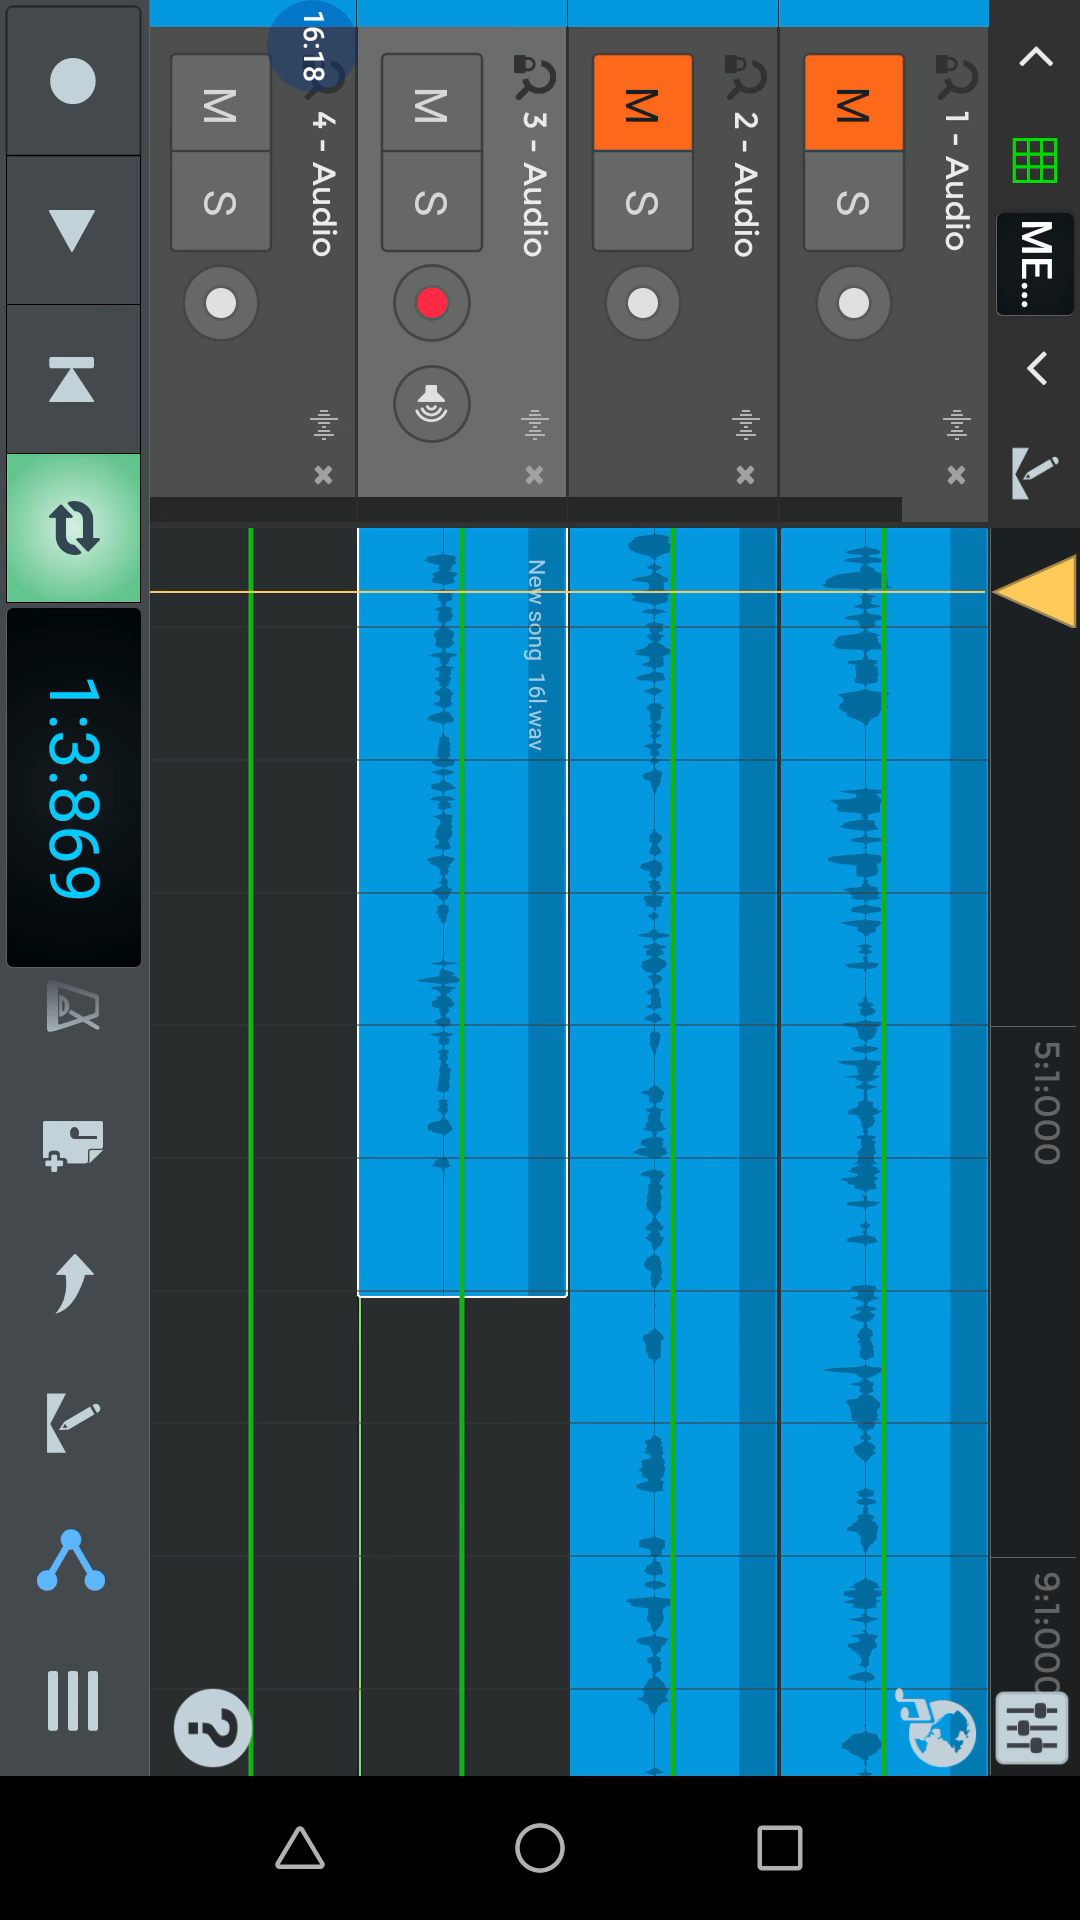 ME...
5:1:000
9:1:000
1 - Audio
M
S
2 - Audio
M
S
3 - Audio
M
S
New song 16l.wav
16:18
4 - Audio
M
S
1:3:869
?